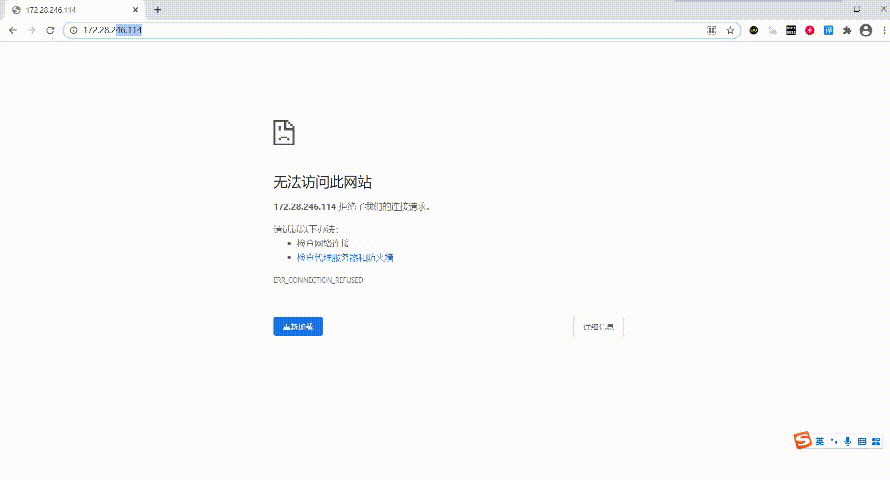 172.28.246.114
172.28.246.114
无法访问此网站
172.28.246.114 拒绝了我们的连接请求。
请试试以下办法：
检查网络连接
检查代理服务器和防火墙
ERR_CONNECTION_REFUSED
重新加载
详细信息
英